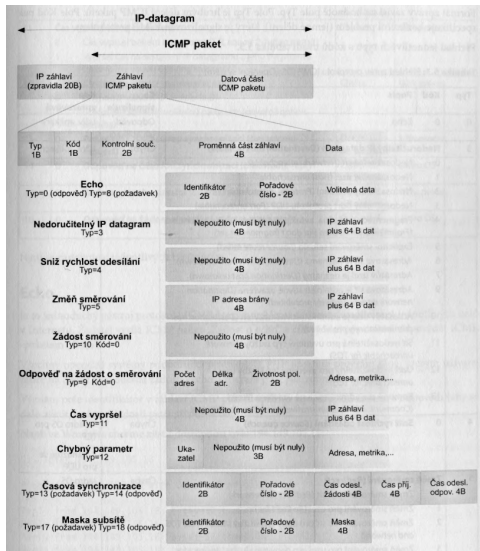 IP-datagram
ICMP paket
IP záhlaví
(zpravidla 20B)
Záhlaví
ICMP paketu
Datová část
ICMP paketu
Typ
1B
Kód
1B
Kontrolní souč.
2B
Proměnná část záhlaví
4B
Data
Echo
Typ=0 (odpověď) Typ=8 (požadavek)
Identifikátor
2B
Pořadové
číslo - 2B
Volitelná data
Nedoručitelný IP datagram
Typ=3
Nepoužito (musí být nuly)
4B
IP záhlaví
plus 64 B dat
Sniž rychlost odesílání
Typ=4
Nepoužito (musí být nuly)
4B
IP záhlaví
plus 64 B dat
Změň směrování
Typ=5
IP adresa brány
4B
IP záhlaví
plus 64 B dat
Žádost směrování
Typ=10 Kód=0
Nepoužito (musí být nuly)
4B
Odpověď na žádost o směrování
Typ=9 Kód=0
Počet
adres
Délka
adr.
Životnost pol.
2B
Adresa, metrika,...
Čas vypršel
Typ=11
Nepoužito (musí být nuly)
4B
IP záhlaví
plus 64 B dat
Chybný parametr
Typ=12
Uka-
zatel
Nepoužito (musí být nuly)
3B
Adresa, metrika,...
Časová synchronizace
Typ=13 (požadavek) Typ=14 (odpověď)
Identifikátor
2B
Pořadové
číslo - 2B
Čas odesl.
žádosti 4B
Čas příj.
4B
Čas odesl.
odpov. 4B
Maska subsítě
Typ=17 (požadavek) Typ=18 (odpověď)
Identifikátor
2B
Pořadové
číslo - 2B
Maska
4B